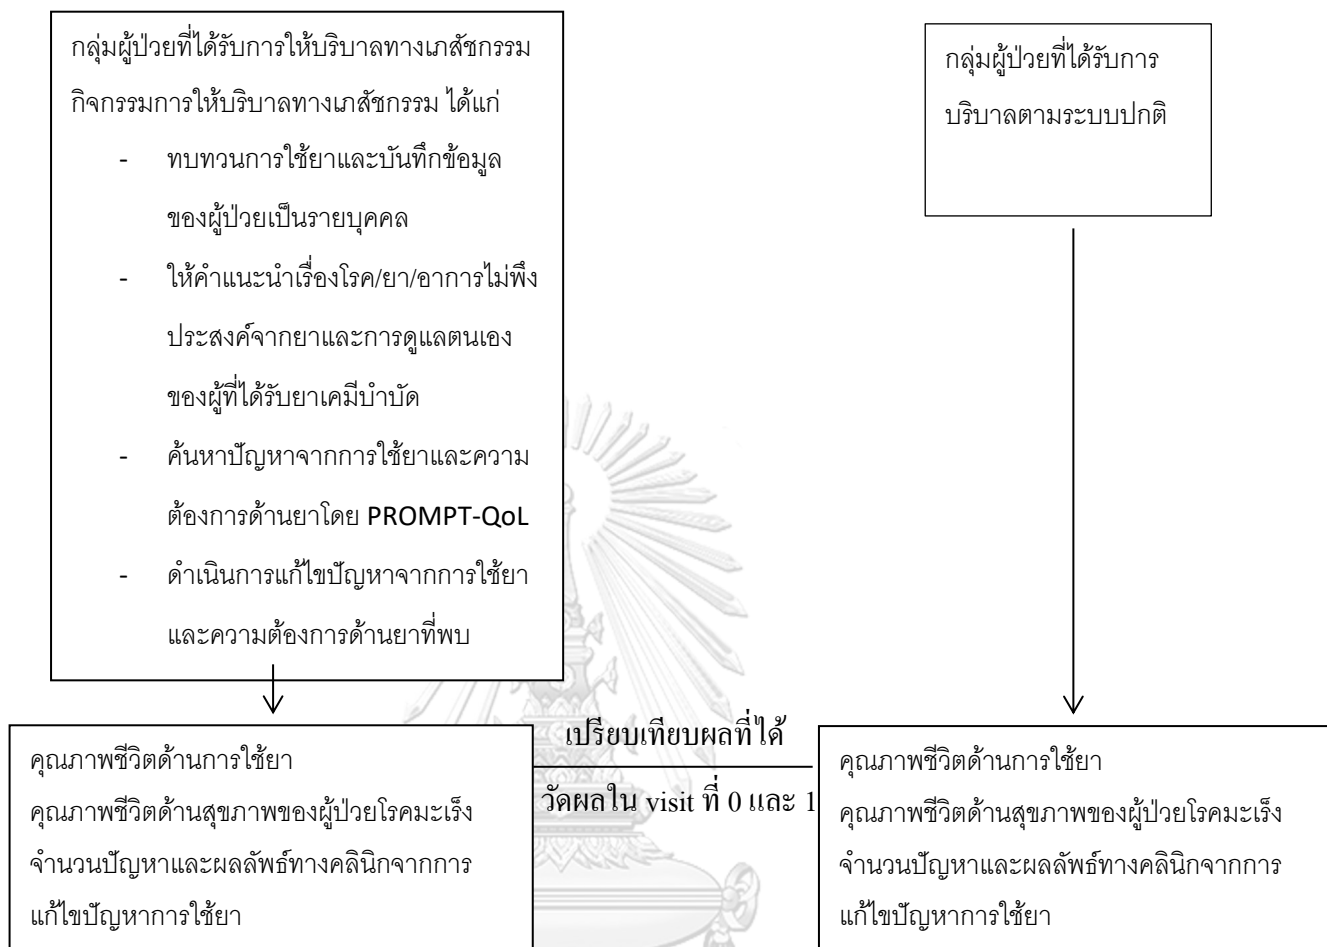 กลุ่มผู้ป่วยที่ได้รับการให้บริบาลทางเภสัชกรรม
กิจกรรมการให้บริบาลทางเภสัชกรรม ได้แก่
- ทบทวนการใช้ยาและบันทึกข้อมูล
ของผู้ป่วยเป็นรายบุคคล
- ให้คำแนะนำเรื่องโรค/ยา/อาการไม่พึง
ประสงค์จากยาและการดูแลตนเอง
ของผู้ที่ได้รับยาเคมีบำบัด
- ค้นหาปัญหาจากการใช้ยาและความ
ต้องการด้านยาโดย PROMPT-QoL
- ดำเนินการแก้ไขปัญหาจากการใช้ยา
และความต้องการด้านยาที่พบ
กลุ่มผู้ป่วยที่ได้รับการ
บริบาลตามระบบปกติ
คุณภาพชีวิตด้านการใช้ยา
คุณภาพชีวิตด้านสุขภาพของผู้ป่วยโรคมะเร็ง
จำนวนปัญหาและผลลัพธ์ทางคลินิกจากการ
แก้ไขปัญหาการใช้ยา
เปรียบเทียบผลที่ได้
วัดผลใน visit ที่ 0 และ 1
คุณภาพชีวิตด้านการใช้ยา
คุณภาพชีวิตด้านสุขภาพของผู้ป่วยโรคมะเร็ง
จำนวนปัญหาและผลลัพธ์ทางคลินิกจากการ
แก้ไขปัญหาการใช้ยา